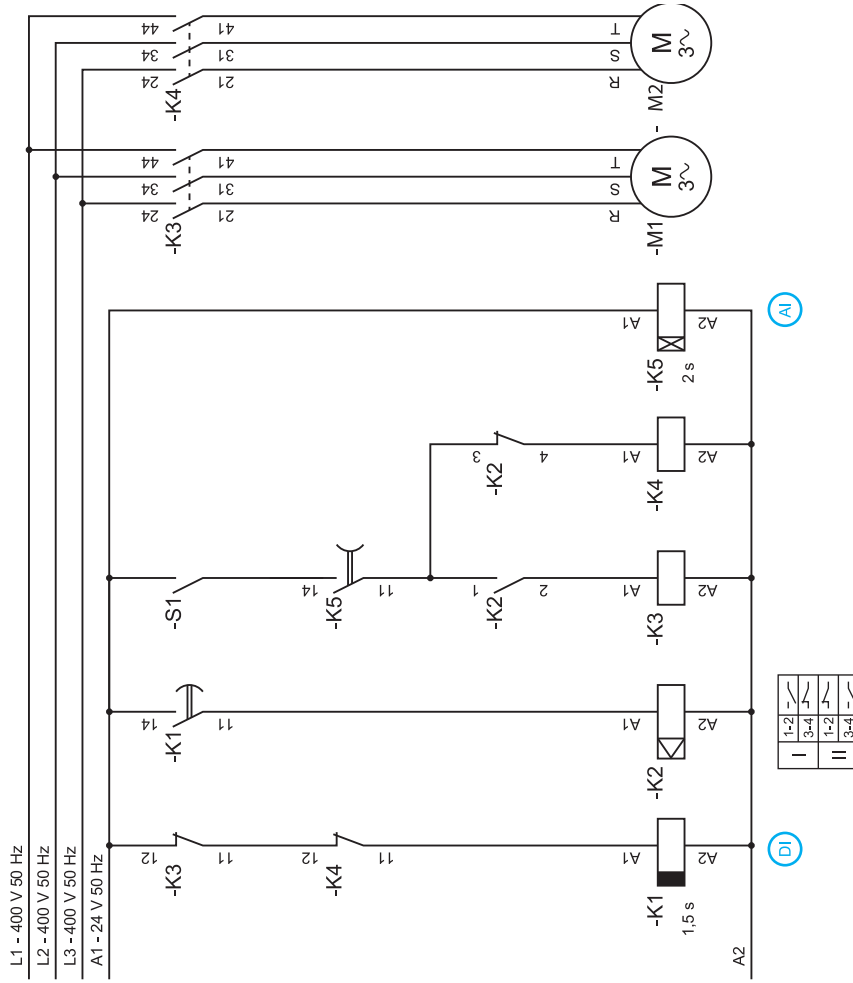 L1 - 400 V 50 Hz
L2 - 400 V 50 Hz
L3 - 400 V 50 Hz
A1 - 24 V 50 Hz
A2
-K3
12
11
-K4
12
11
-K1
1,5 s
A1
A2
DI
-K1
14
11
-K2
A1
A2
I
1-2
3-4
II
1-2
3-4
-S1
-K5
14
11
-K2
1
2
-K3
A1
A2
-K2
3
4
-K4
A1
A2
-K5
2 s
A1
A2
AI
-K3
24
34
44
21
31
41
R
S
T
-M1
M
3~
-K4
24
34
44
21
31
41
R
S
T
- M2
M
3~